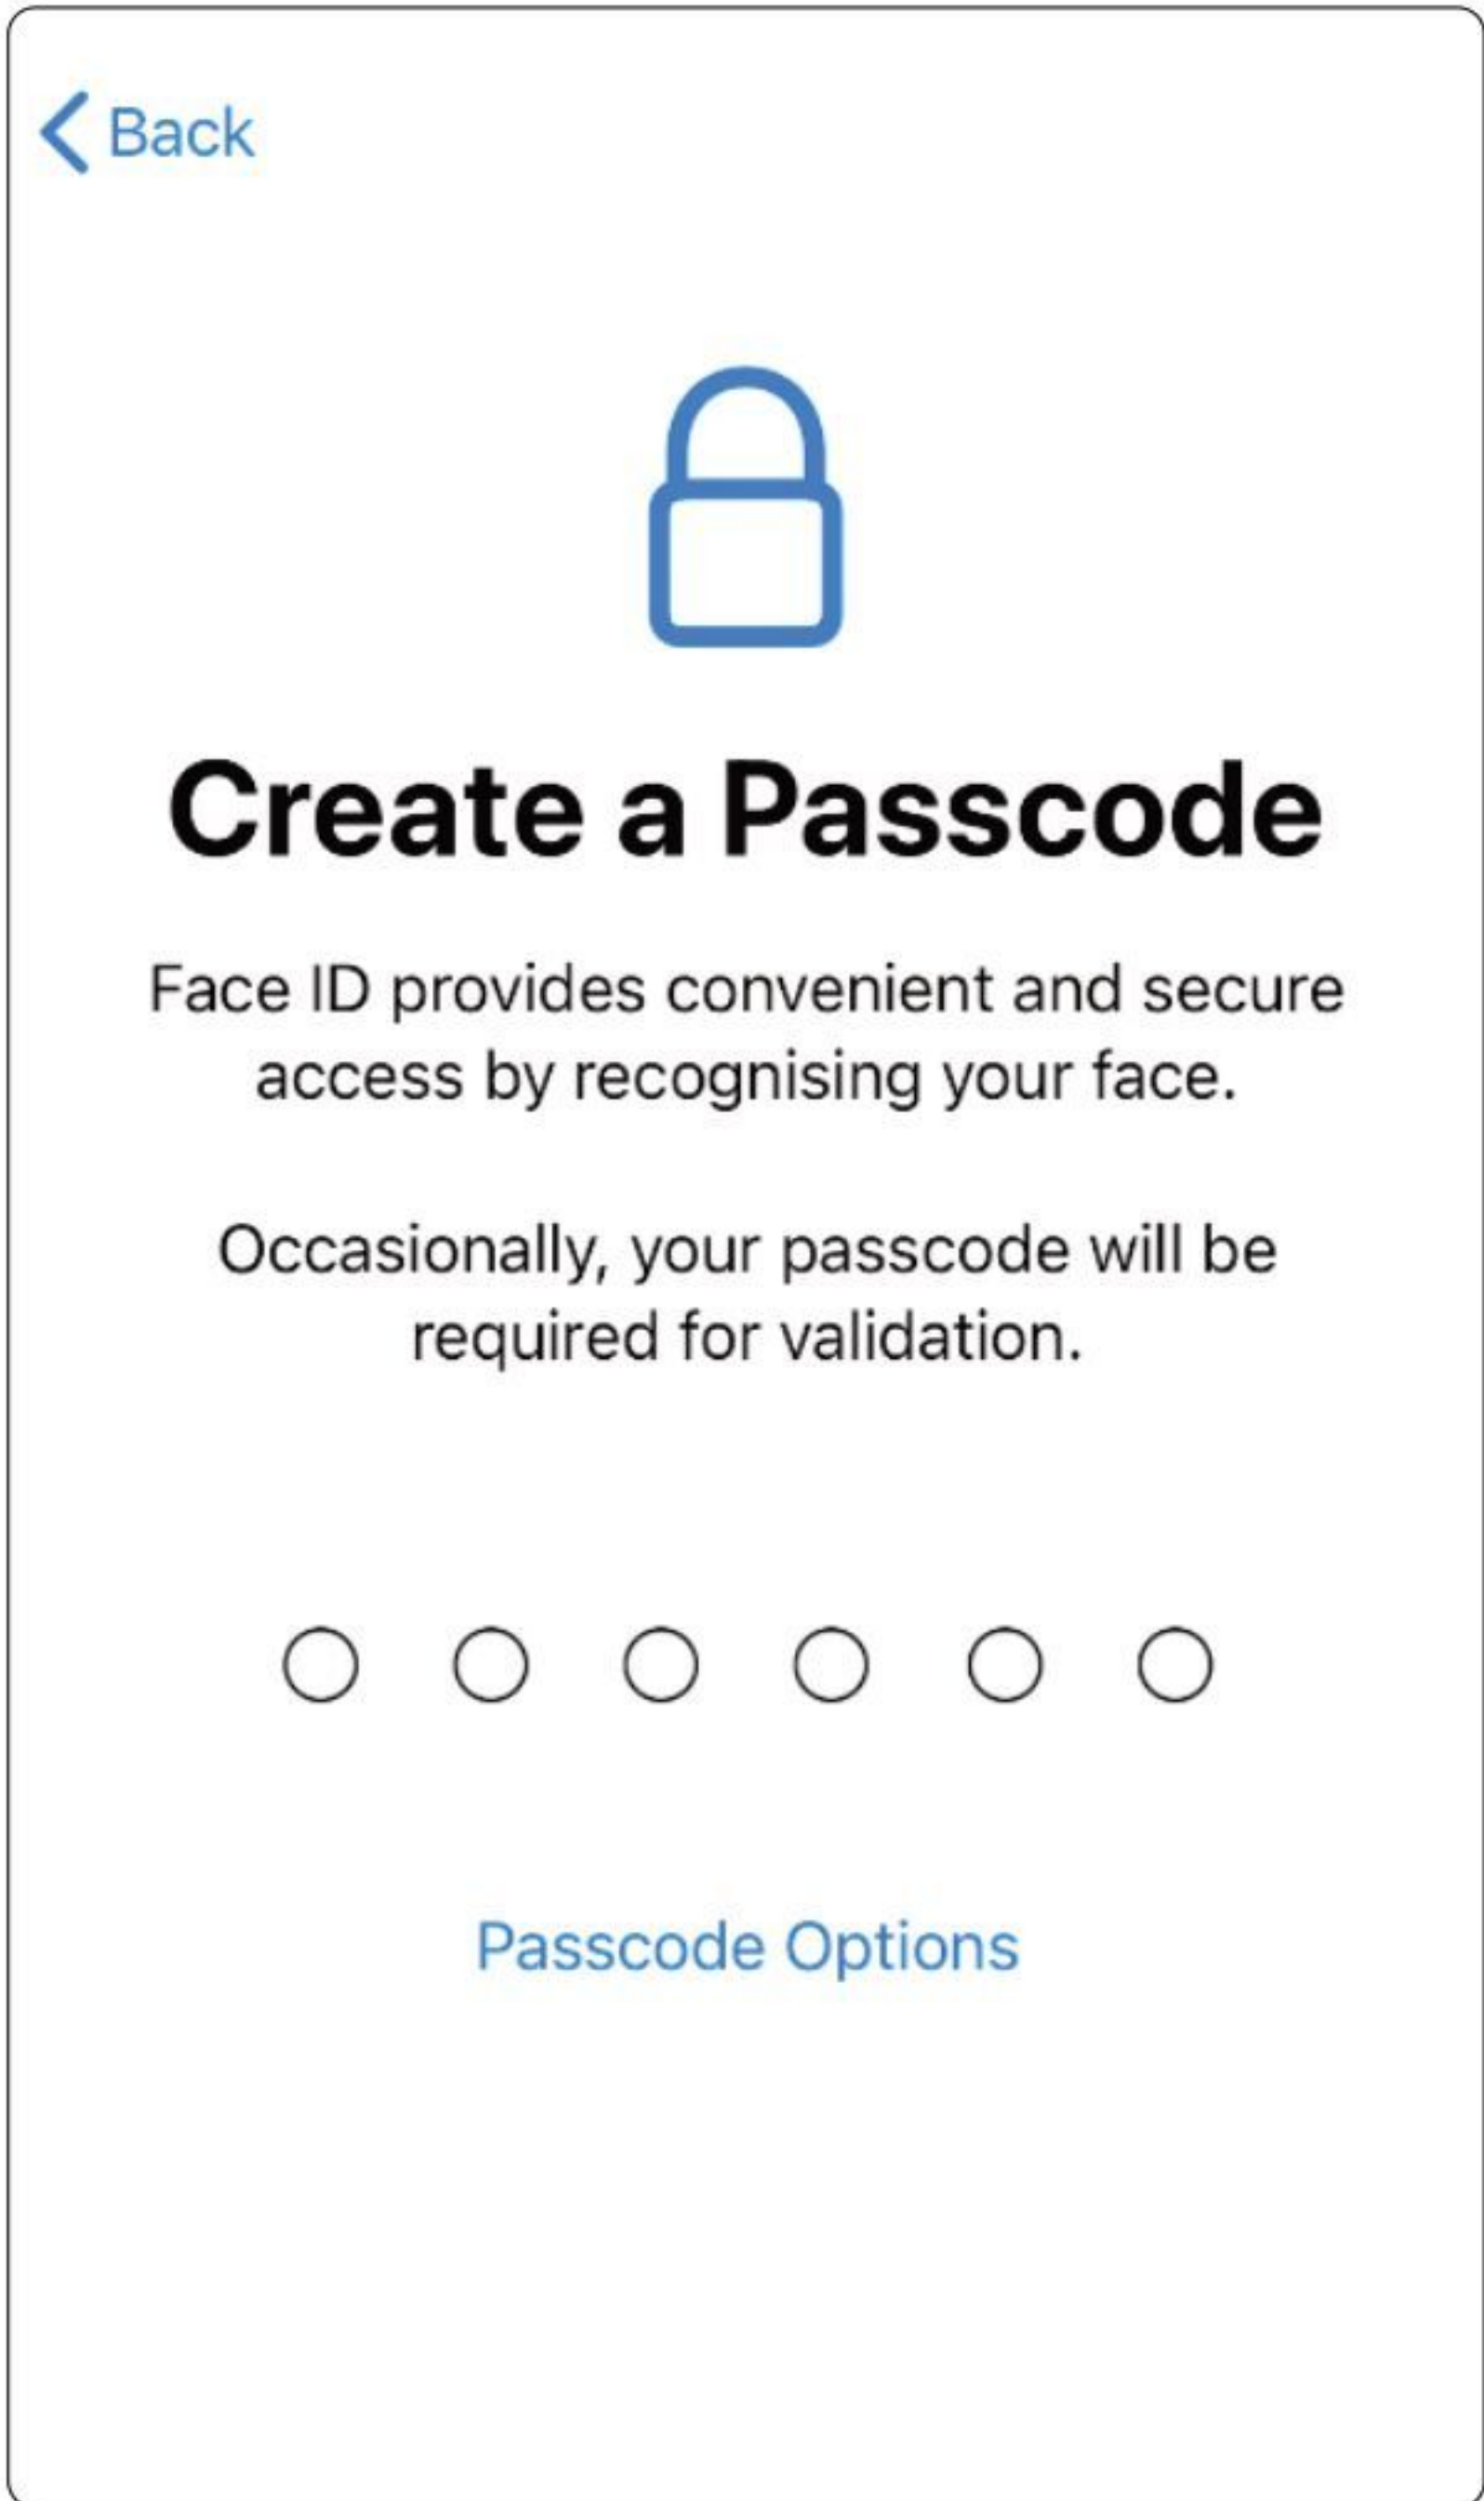 Back
Create a Passcode
Face ID provides convenient and secure
access by recognising your face.
Occasionally, your passcode will be
required for validation.
Passcode Options